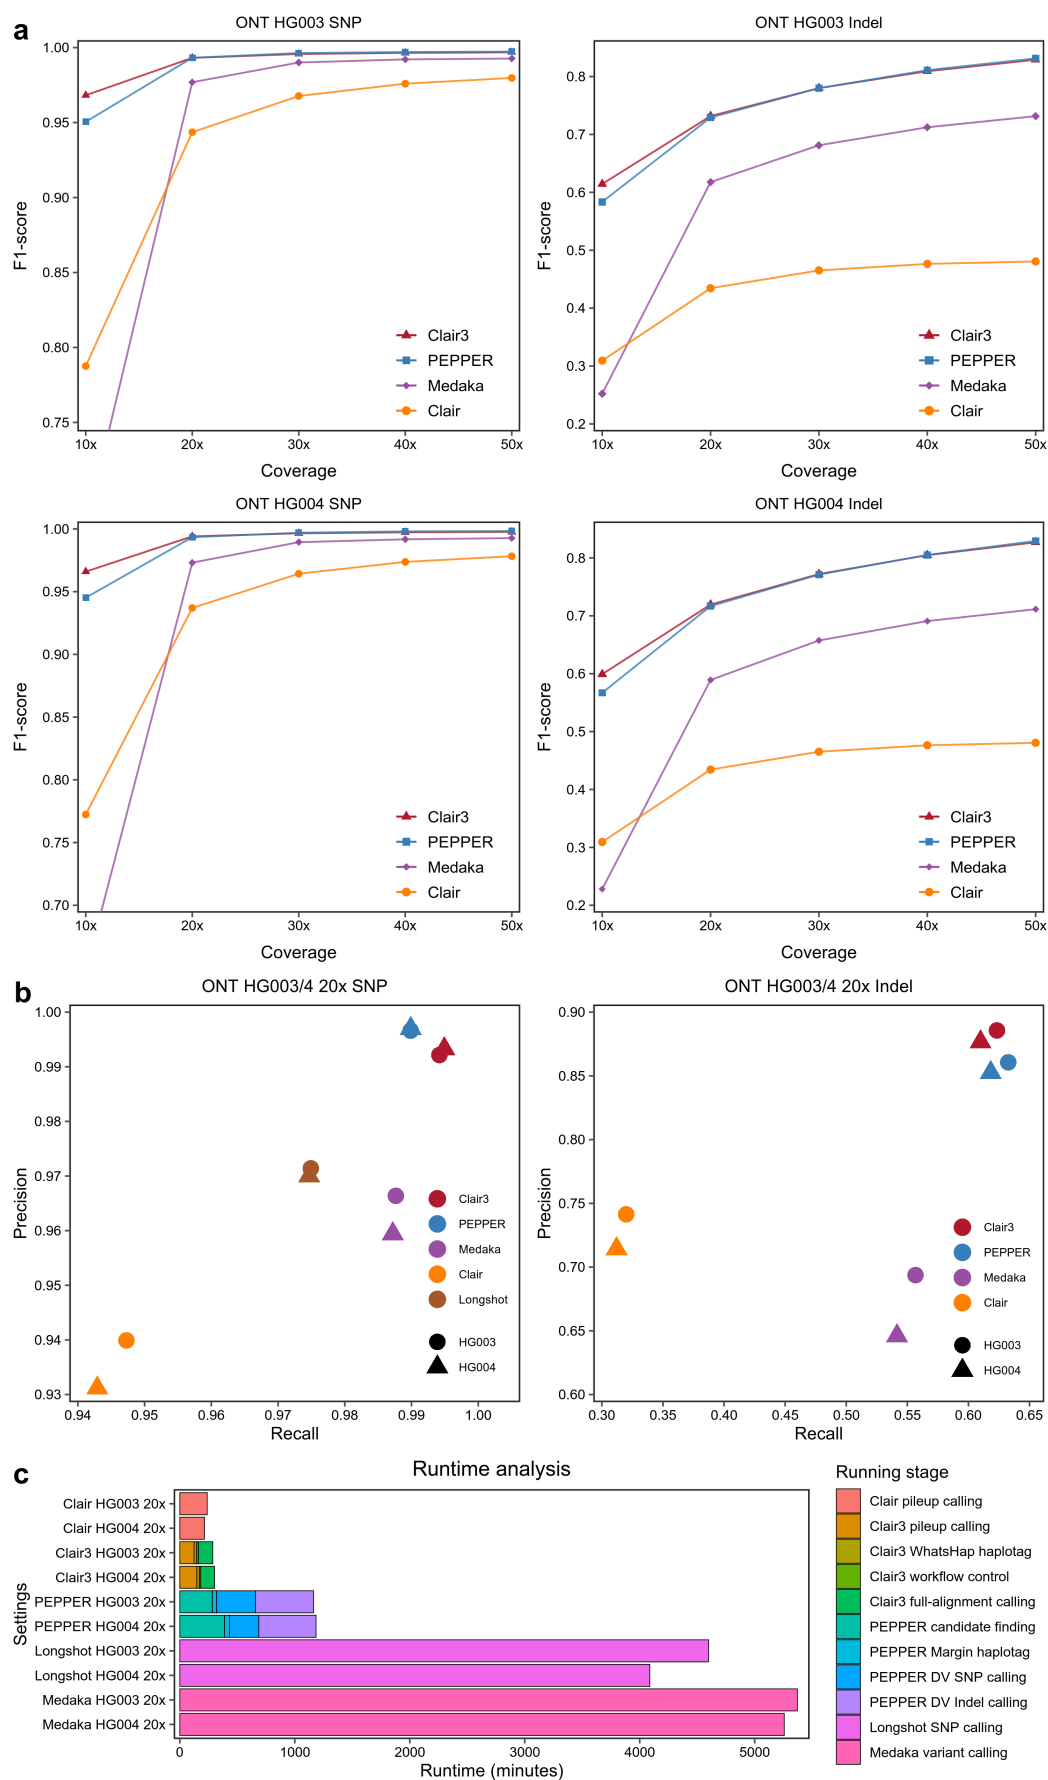 a
ONT HG003 SNP
F1-score
1.00
0.95
0.90
0.85
0.80
0.75
10x 20x 30x 40x 50x
Coverage
Clair3
PEPPER
Medaka
Clair
ONT HG003 Indel
F1-score
0.8
0.7
0.6
0.5
0.4
0.3
0.2
10x 20x 30x 40x 50x
Coverage
Clair3
PEPPER
Medaka
Clair
ONT HG004 SNP
F1-score
1.00
0.95
0.90
0.85
0.80
0.75
0.70
10x 20x 30x 40x 50x
Coverage
Clair3
PEPPER
Medaka
Clair
ONT HG004 Indel
F1-score
0.8
0.7
0.6
0.5
0.4
0.3
0.2
10x 20x 30x 40x 50x
Coverage
Clair3
PEPPER
Medaka
Clair
b
ONT HG003/4 20x SNP
Precision
1.00
0.99
0.98
0.97
0.96
0.95
0.94
0.93
0.94 0.95 0.96 0.97 0.98 0.99 1.00
Recall
Clair3
PEPPER
Medaka
Clair
Longshot
HG003
HG004
ONT HG003/4 20x Indel
Precision
0.90
0.85
0.80
0.75
0.70
0.65
0.60
0.30 0.35 0.40 0.45 0.50 0.55 0.60 0.65
Recall
Clair3
PEPPER
Medaka
Clair
HG003
HG004
c
Runtime analysis
Settings
Clair HG003 20x
Clair HG004 20x
Clair3 HG003 20x
Clair3 HG004 20x
PEPPER HG003 20x
PEPPER HG004 20x
Longshot HG003 20x
Longshot HG004 20x
Medaka HG003 20x
Medaka HG004 20x
0 1000 2000 3000 4000 5000
Runtime (minutes)
Running stage
Clair pileup calling
Clair3 pileup calling
Clair3 WhatsHap haplotag
Clair3 workflow control
Clair3 full-alignment calling
PEPPER candidate finding
PEPPER Margin haplotag
PEPPER DV SNP calling
PEPPER DV Indel calling
Longshot SNP calling
Medaka variant calling